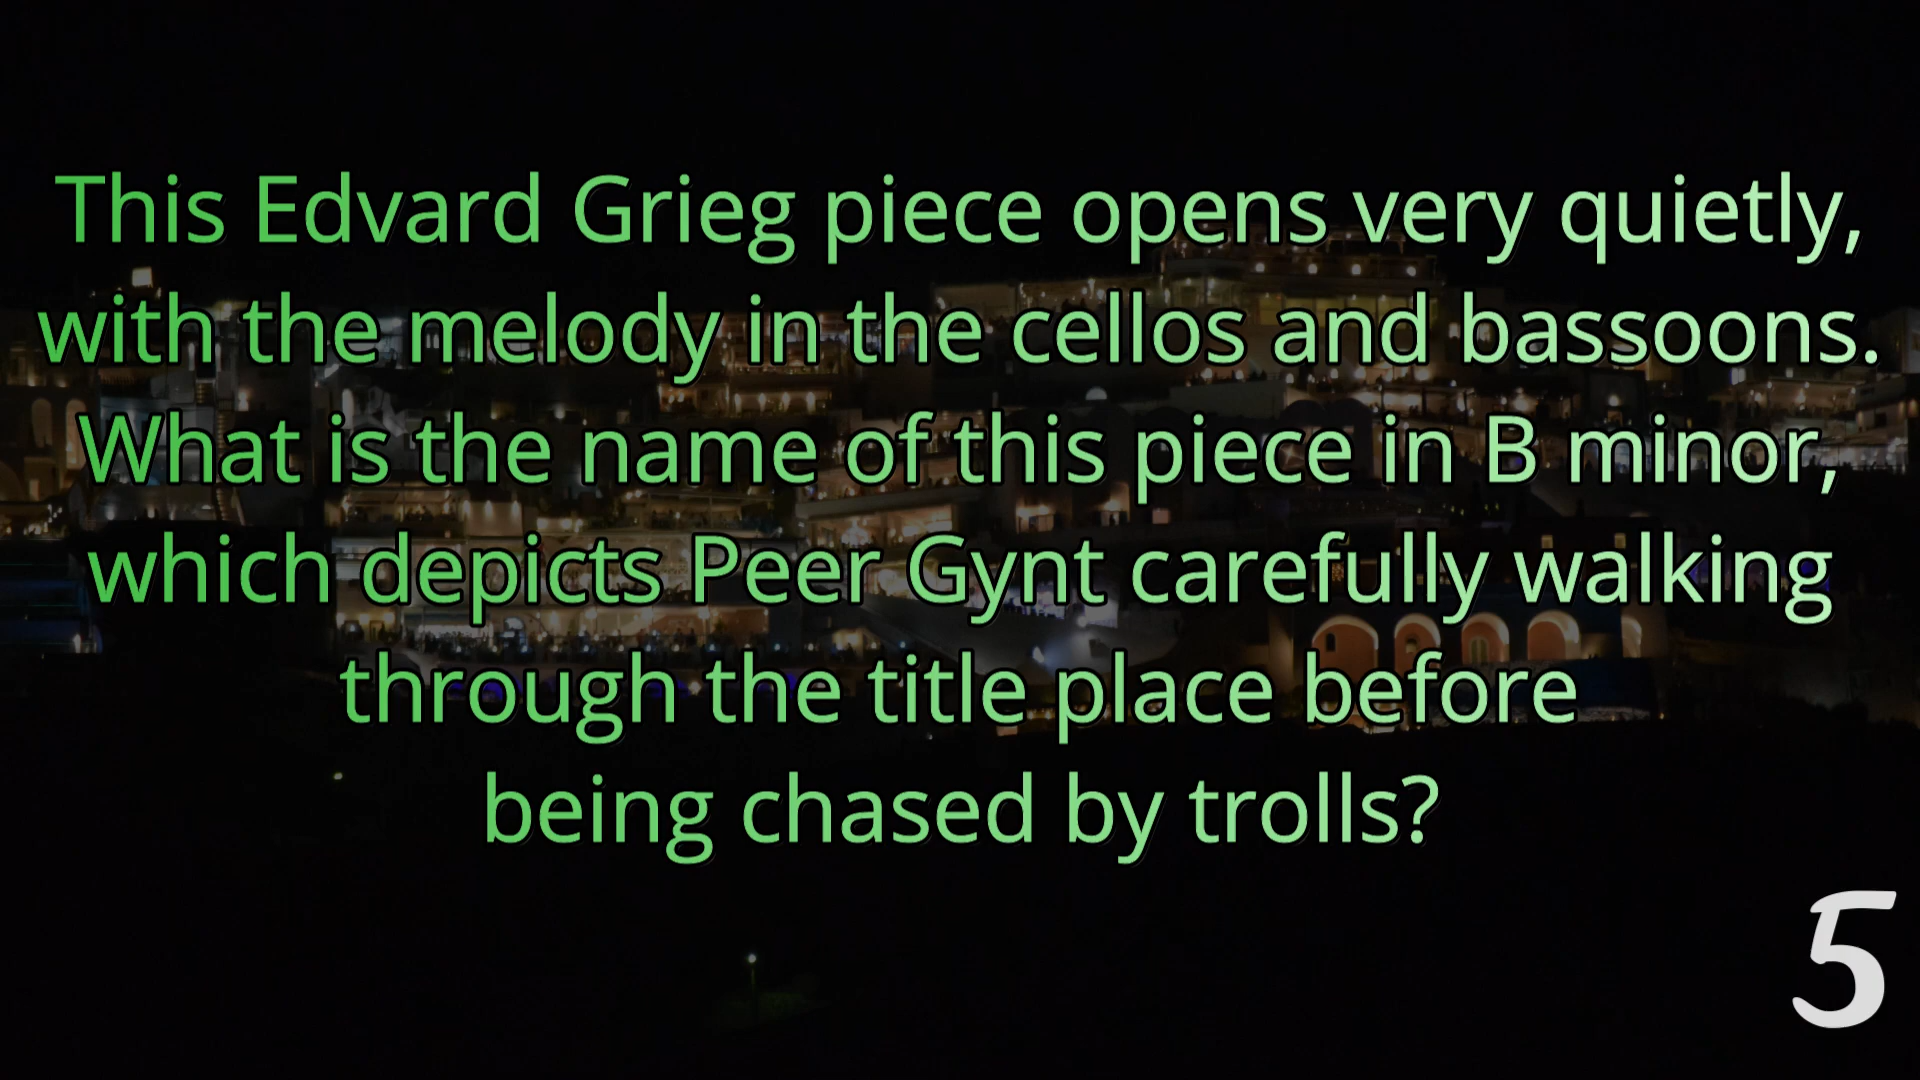 This Edvard Grieg piece opens very quietly,
with the melody in the cellos and bassoons.
What is the name of this piece in B minor,
which depicts Peer Gynt carefully walking
through the title place before
being chased by trolls?
5